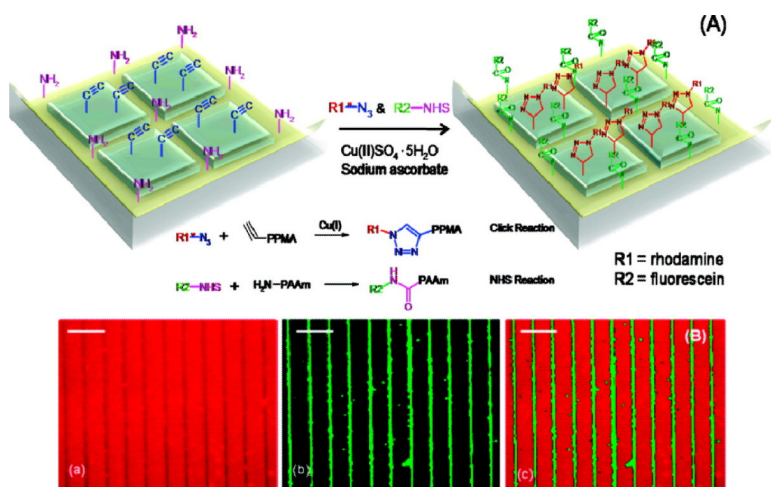 (A)
NH2 NH2 NH2 NH2
C≡C C≡C C≡C C≡C
NH2 NH2 NH2
C≡C C≡C C≡C C≡C
NH2 NH2 NH2
R1–N3 & R2–NHS
Cu(II)SO4·5H2O
Sodium ascorbate
R1–N3 + PPMA Cu(I) R1 N N=N PPMA Click Reaction
R2–NHS + H2N–PAAm R2 H N O PAAm NHS Reaction
R1 = rhodamine
R2 = fluorescein
(B)
(a) (b) (c)